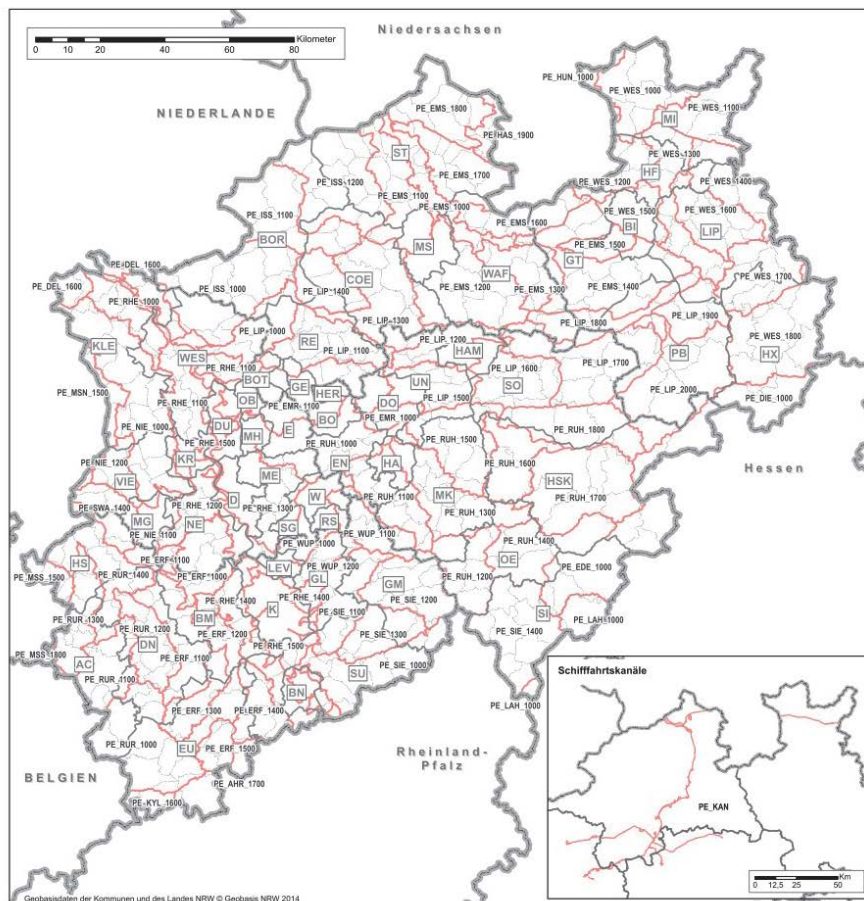 Niedersachsen
Kilometer
0 20 40 60 80
NIEDERLANDE
PE_HUN_1000
PE_WES_1000
PE_WES_1100
MI
PE_EMS_1800
PE_HAS_1900
ST
PE_WES_1300
HF
PE_WES_1400
PE_ISS_1200
PE_EMS_1700
PE_WES_1200
PE_EMS_1100
PE_EMS_1000
PE_ISS_1100
PE_WES_1500
PE_WES_1600
PE_EMS_1600
BI
LIP
BOR
MS
PE_EMS_1500
GT
PE_DEL_1600
WAF
PE_WES_1700
PE_DEL_1600
COE
PE_RHE_1000
PE_ISS_1000
PE_LIP_1400
PE_EMS_1200
PE_EMS_1300
PE_EMS_1400
PE_LIP_1900
PE_LIP_1300
PE_LIP_1800
PE_LIP_1000
PE_WES_1800
KLE
RE
PE_LIP_1200
HAM
PE_LIP_1100
PB
HX
WES
PE_LIP_1700
PE_RHE_1100
PE_LIP_1600
BOT
GE
HER
UN
SO
PE_LIP_2000
PE_DIE_1000
PE_MSN_1500
OB
PE_EMR_1100
DO
PE_LIP_1500
PE_RHE_1100
BO
PE_EMR_1000
DU
E
MH
PE_NIE_1000
PE_RUH_1800
PE_RHE_1500
PE_RUH_1000
PE_RUH_1500
Hessen
KR
EN
HA
PE_RUH_1600
PE_NIE_1200
ME
HSK
VIE
W
MK
PE_RUH_1100
PE_RUH_1700
PE_SWA_1400
D
PE_RHE_1200
PE_RHE_1300
RS
PE_RUH_1300
MG
NE
SG
PE_NIE_1100
PE_WUP_1100
PE_WUP_1000
PE_RUH_1400
PE_ERF_1100
OE
HS
LEV
PE_WUP_1200
PE_EDE_1000
PE_MSS_1500
PE_RUR_1400
PE_ERF_1000
GL
GM
PE_RUH_1200
PE_RHE_1400
PE_RHE_1400
PE_SIE_1200
K
PE_SIE_1100
SI
PE_RUR_1300
BM
PE_LAH_1000
PE_RUR_1200
PE_ERF_1200
PE_SIE_1300
PE_SIE_1400
DN
PE_RHE_1500
PE_MSS_1800
PE_ERF_1100
AC
PE_SIE_1000
SU
PE_RUR_1100
BN
Schifffahrtskanäle
PE_LAH_1000
PE_ERF_1300
PE_ERF_1400
PE_RUR_1000
EU
PE_ERF_1500
Rheinland-
Pfalz
BELGIEN
PE_AHR_1700
PE_KYL_1600
PE_KAN
Km
0 12,5 25 50
Geobasisdaten der Kommunen und des Landes NRW © Geobasis NRW 2014